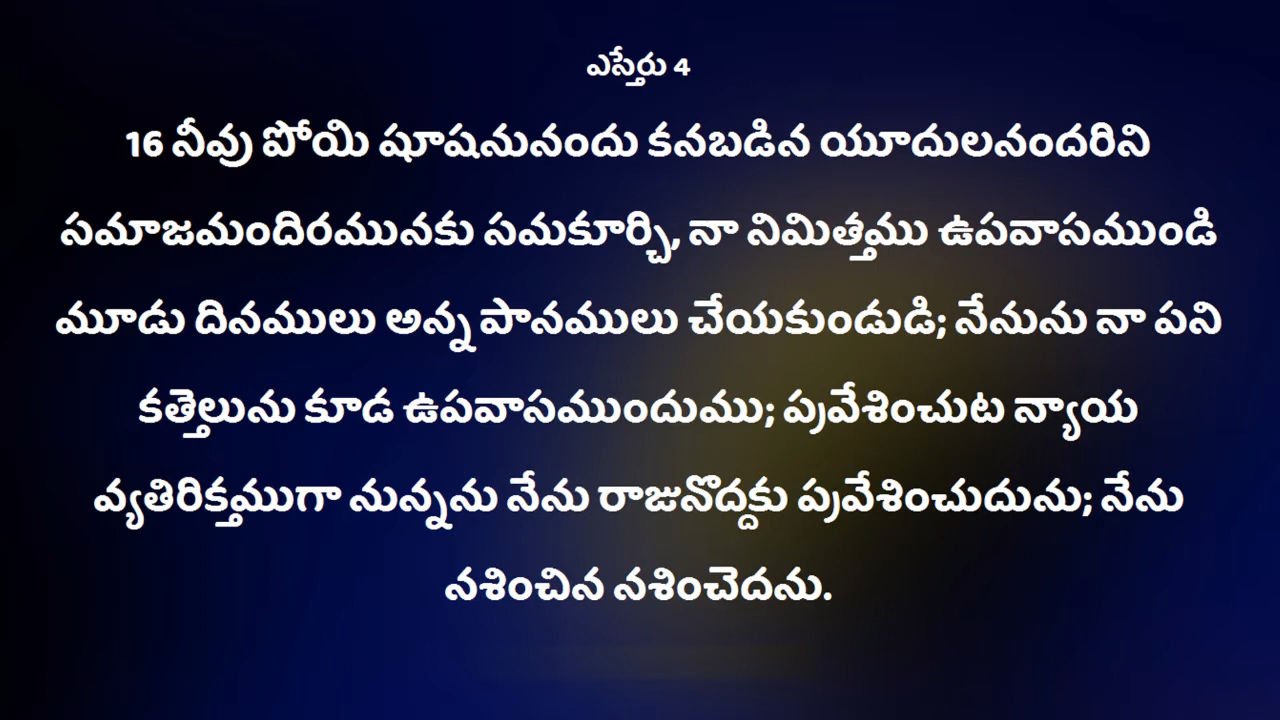 ఎస్తేరు 4
16 నీవు పోయి షూషనునందు కనబడిన యూదులనందరిని
సమాజమందిరమునకు సమకూర్చి, నా నిమిత్తము ఉపవాసముండి
మూడు దినములు అన్న పానములు చేయకుండుడి; నేనును నా పని
కత్తెలును కూడ ఉపవాసముందుము; ప్రవేశించుట న్యాయ
వ్యతిరిక్తముగా నున్నను నేను రాజునొద్దకు ప్రవేశించుదును; నేను
నశించిన నశించెదను.